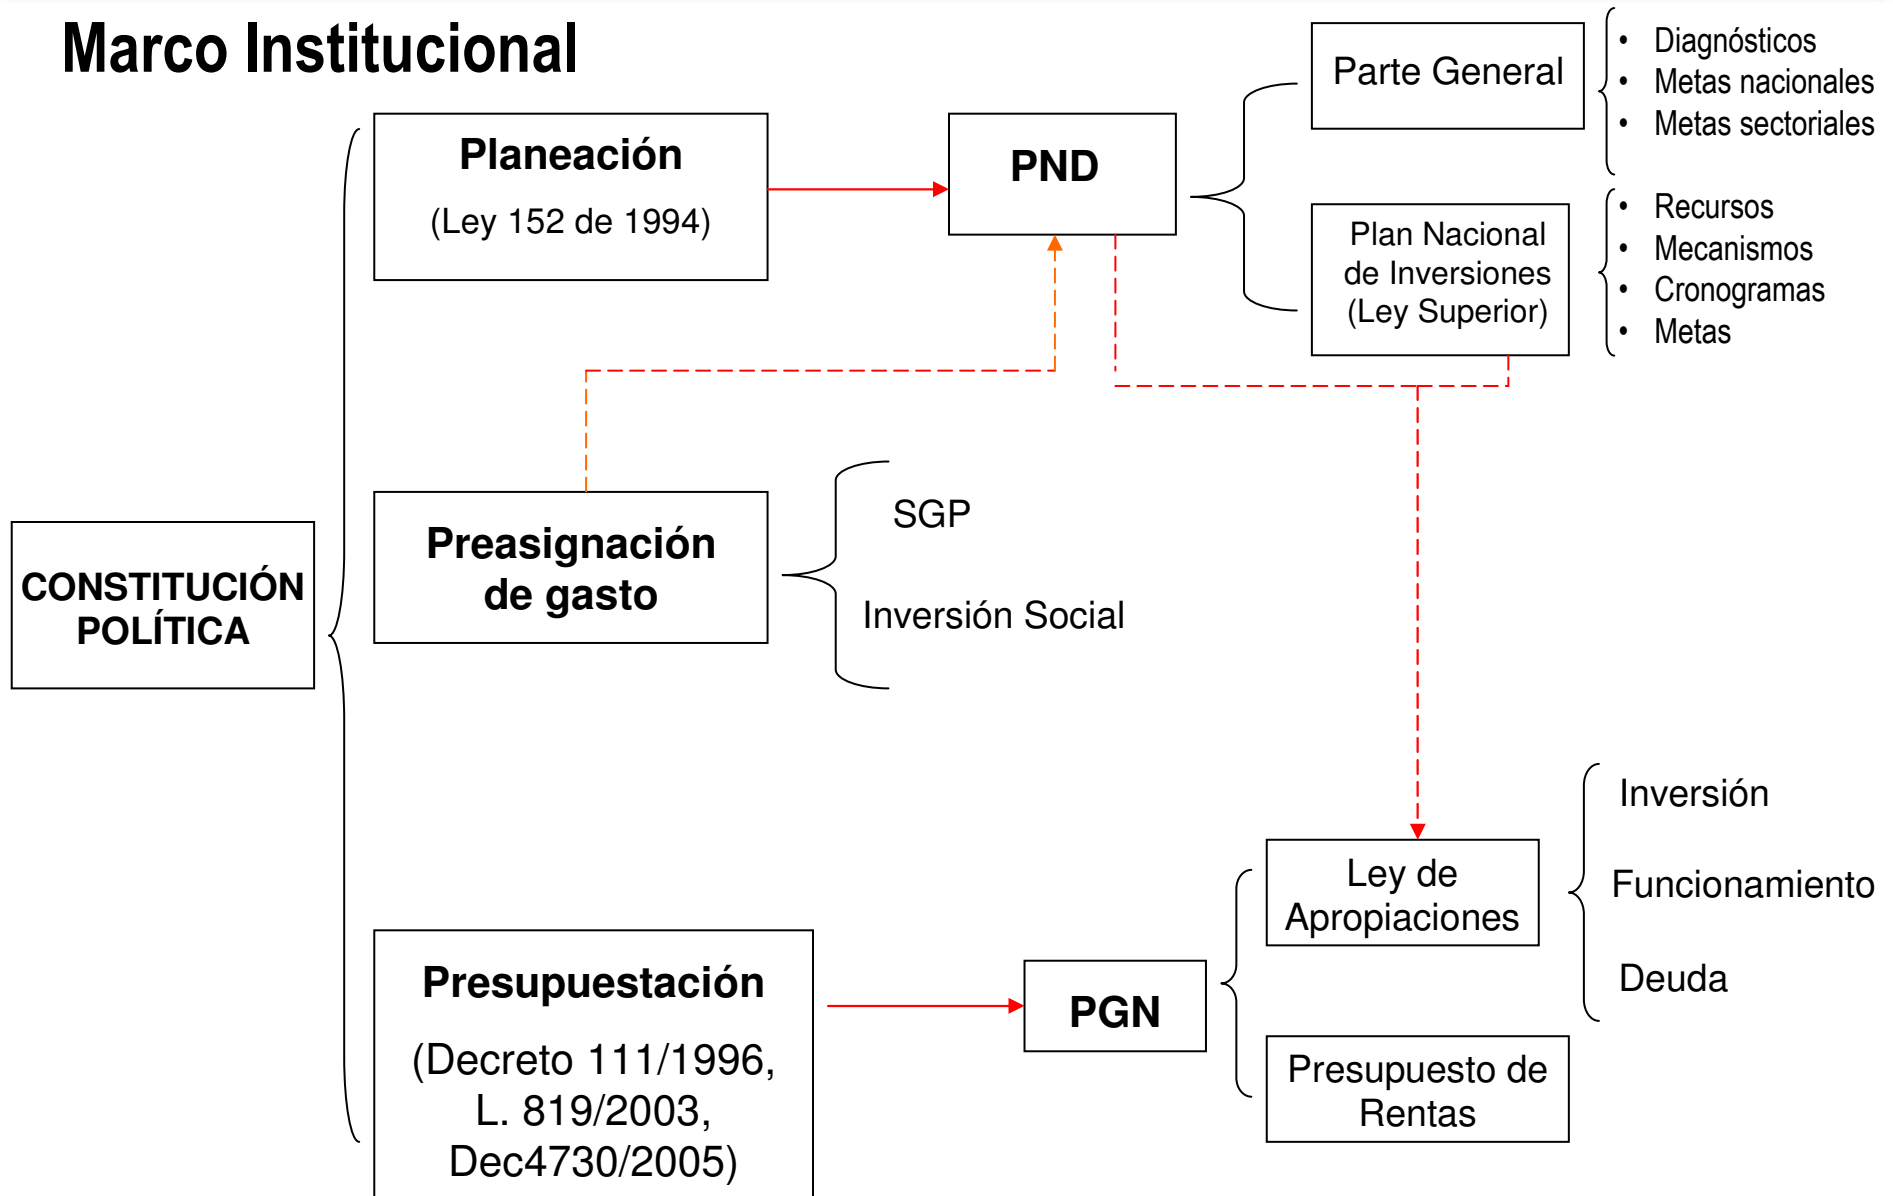 Marco Institucional
CONSTITUCIÓN
POLÍTICA
Planeación
(Ley 152 de 1994)
PND
Parte General
• Diagnósticos
• Metas nacionales
• Metas sectoriales
Plan Nacional
de Inversiones
(Ley Superior)
• Recursos
• Mecanismos
• Cronogramas
• Metas
Preasignación
de gasto
SGP
Inversión Social
Presupuestación
(Decreto 111/1996,
L. 819/2003,
Dec4730/2005)
PGN
Ley de
Apropiaciones
Inversión
Funcionamiento
Deuda
Presupuesto de
Rentas